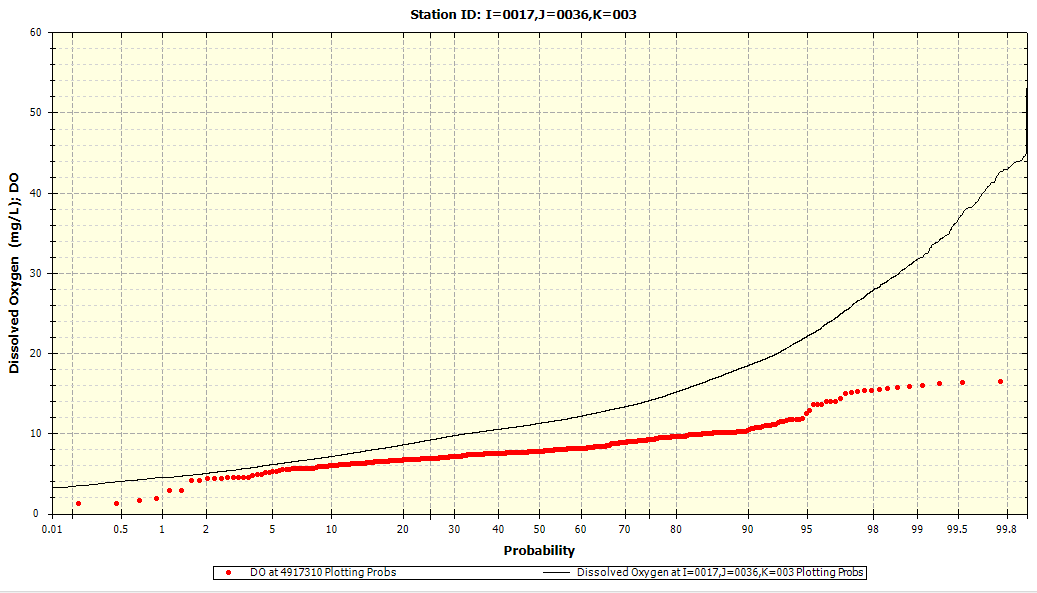 Station ID: I=0017,J=0036,K=003
Dissolved Oxygen (mg/L); DO
60
50
40
30
20
10
0
0.01 0.5 1 2 5 10 20 30 40 50 60 70 80 90 95 98 99 99.5 99.8
Probability
DO at 4917310 Plotting Probs Dissolved Oxygen at I=0017,J=0036,K=003 Plotting Probs